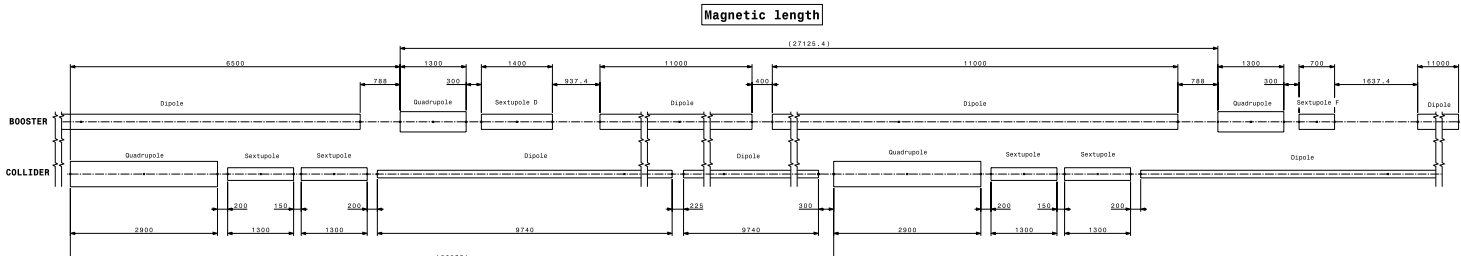 Magnetic length
(27125.4)
6500 1300 1400 11000 11000 1300 700 11000
788 300 937.4 400 788 300 1637.4
Dipole Quadrupole Sextupole D Dipole Dipole Quadrupole Sextupole F Dipole
BOOSTER
Quadrupole Sextupole Sextupole Dipole Dipole Quadrupole Sextupole Sextupole Dipole
COLLIDER
200 150 200 225 300 200 150 200
2900 1300 1300 9740 9740 2900 1300 1300